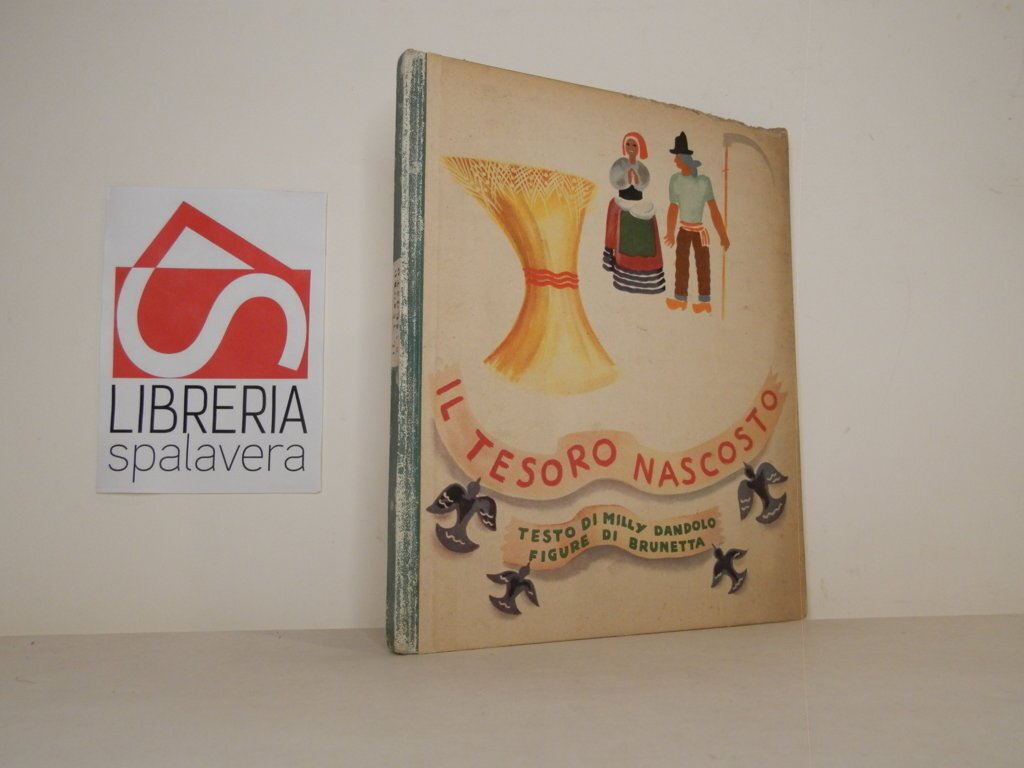 LIBRERIA
spalavera
IL TESORO NASCOSTO
TESTO DI MILLY DANDOLO
FIGURE DI BRUNETTA